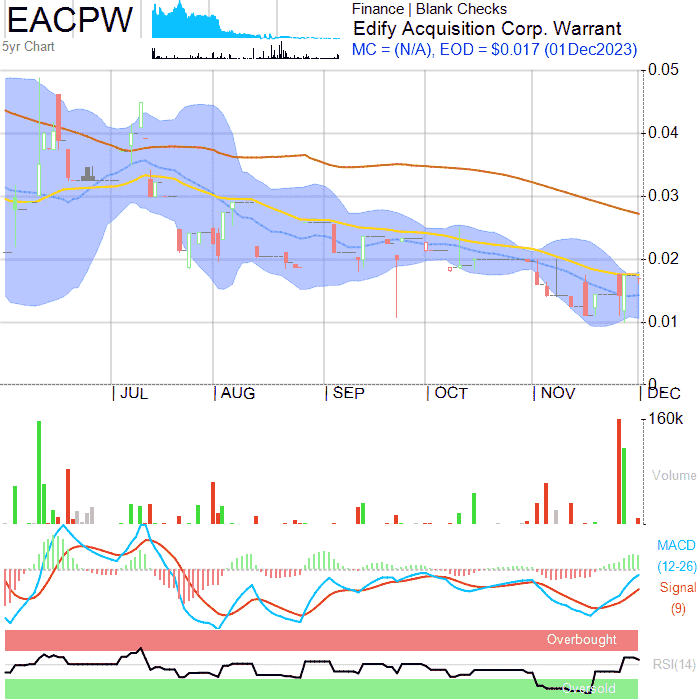 EACPW
5yr Chart
Finance | Blank Checks
Edify Acquisition Corp. Warrant
MC = (N/A), EOD = $0.017 (01Dec2023)
0.05
0.04
0.03
0.02
0.01
0
JUL
AUG
SEP
OCT
NOV
DEC
160k
Volume
MACD
(12-26)
Signal
(9)
Overbought
RSI(14)
Oversold